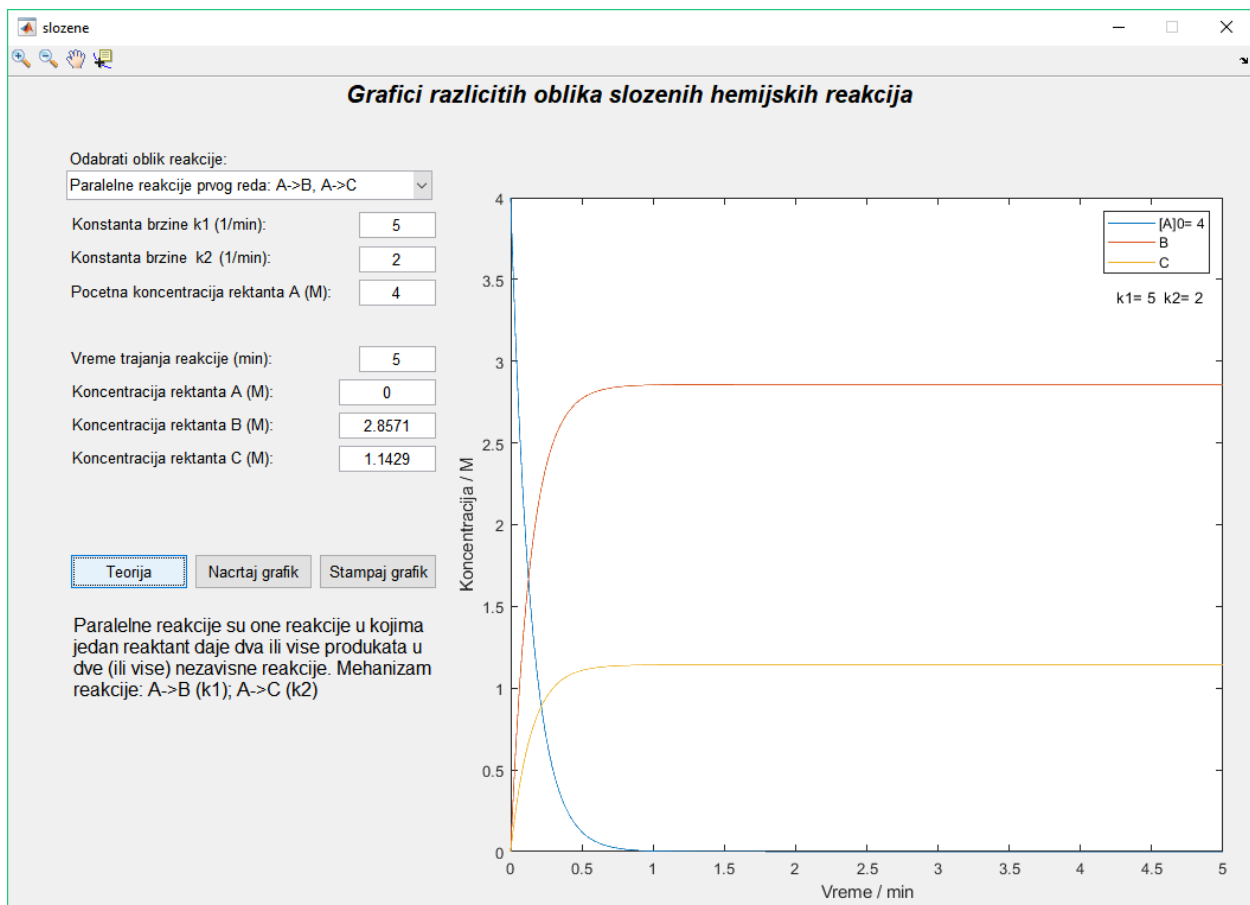 slozene
Grafici razlicitih oblika slozenih hemijskih reakcija
Odabrati oblik reakcije:
Paralelne reakcije prvog reda: A->B, A->C
Konstanta brzine k1 (1/min): 5
Konstanta brzine k2 (1/min): 2
Pocetna koncentracija rektanta A (M): 4
Vreme trajanja reakcije (min): 5
Koncentracija rektanta A (M): 0
Koncentracija rektanta B (M): 2.8571
Koncentracija rektanta C (M): 1.1429
Teorija Nacrtaj grafik Stampaj grafik
Paralelne reakcije su one reakcije u kojima
jedan reaktant daje dva ili vise produkata u
dve (ili vise) nezavisne reakcije. Mehanizam
reakcije: A->B (k1); A->C (k2)
Koncentracija / M
4
3.5
3
2.5
2
1.5
1
0.5
0
[A]0= 4
B
C
k1= 5 k2= 2
0 0.5 1 1.5 2 2.5 3 3.5 4 4.5 5
Vreme / min